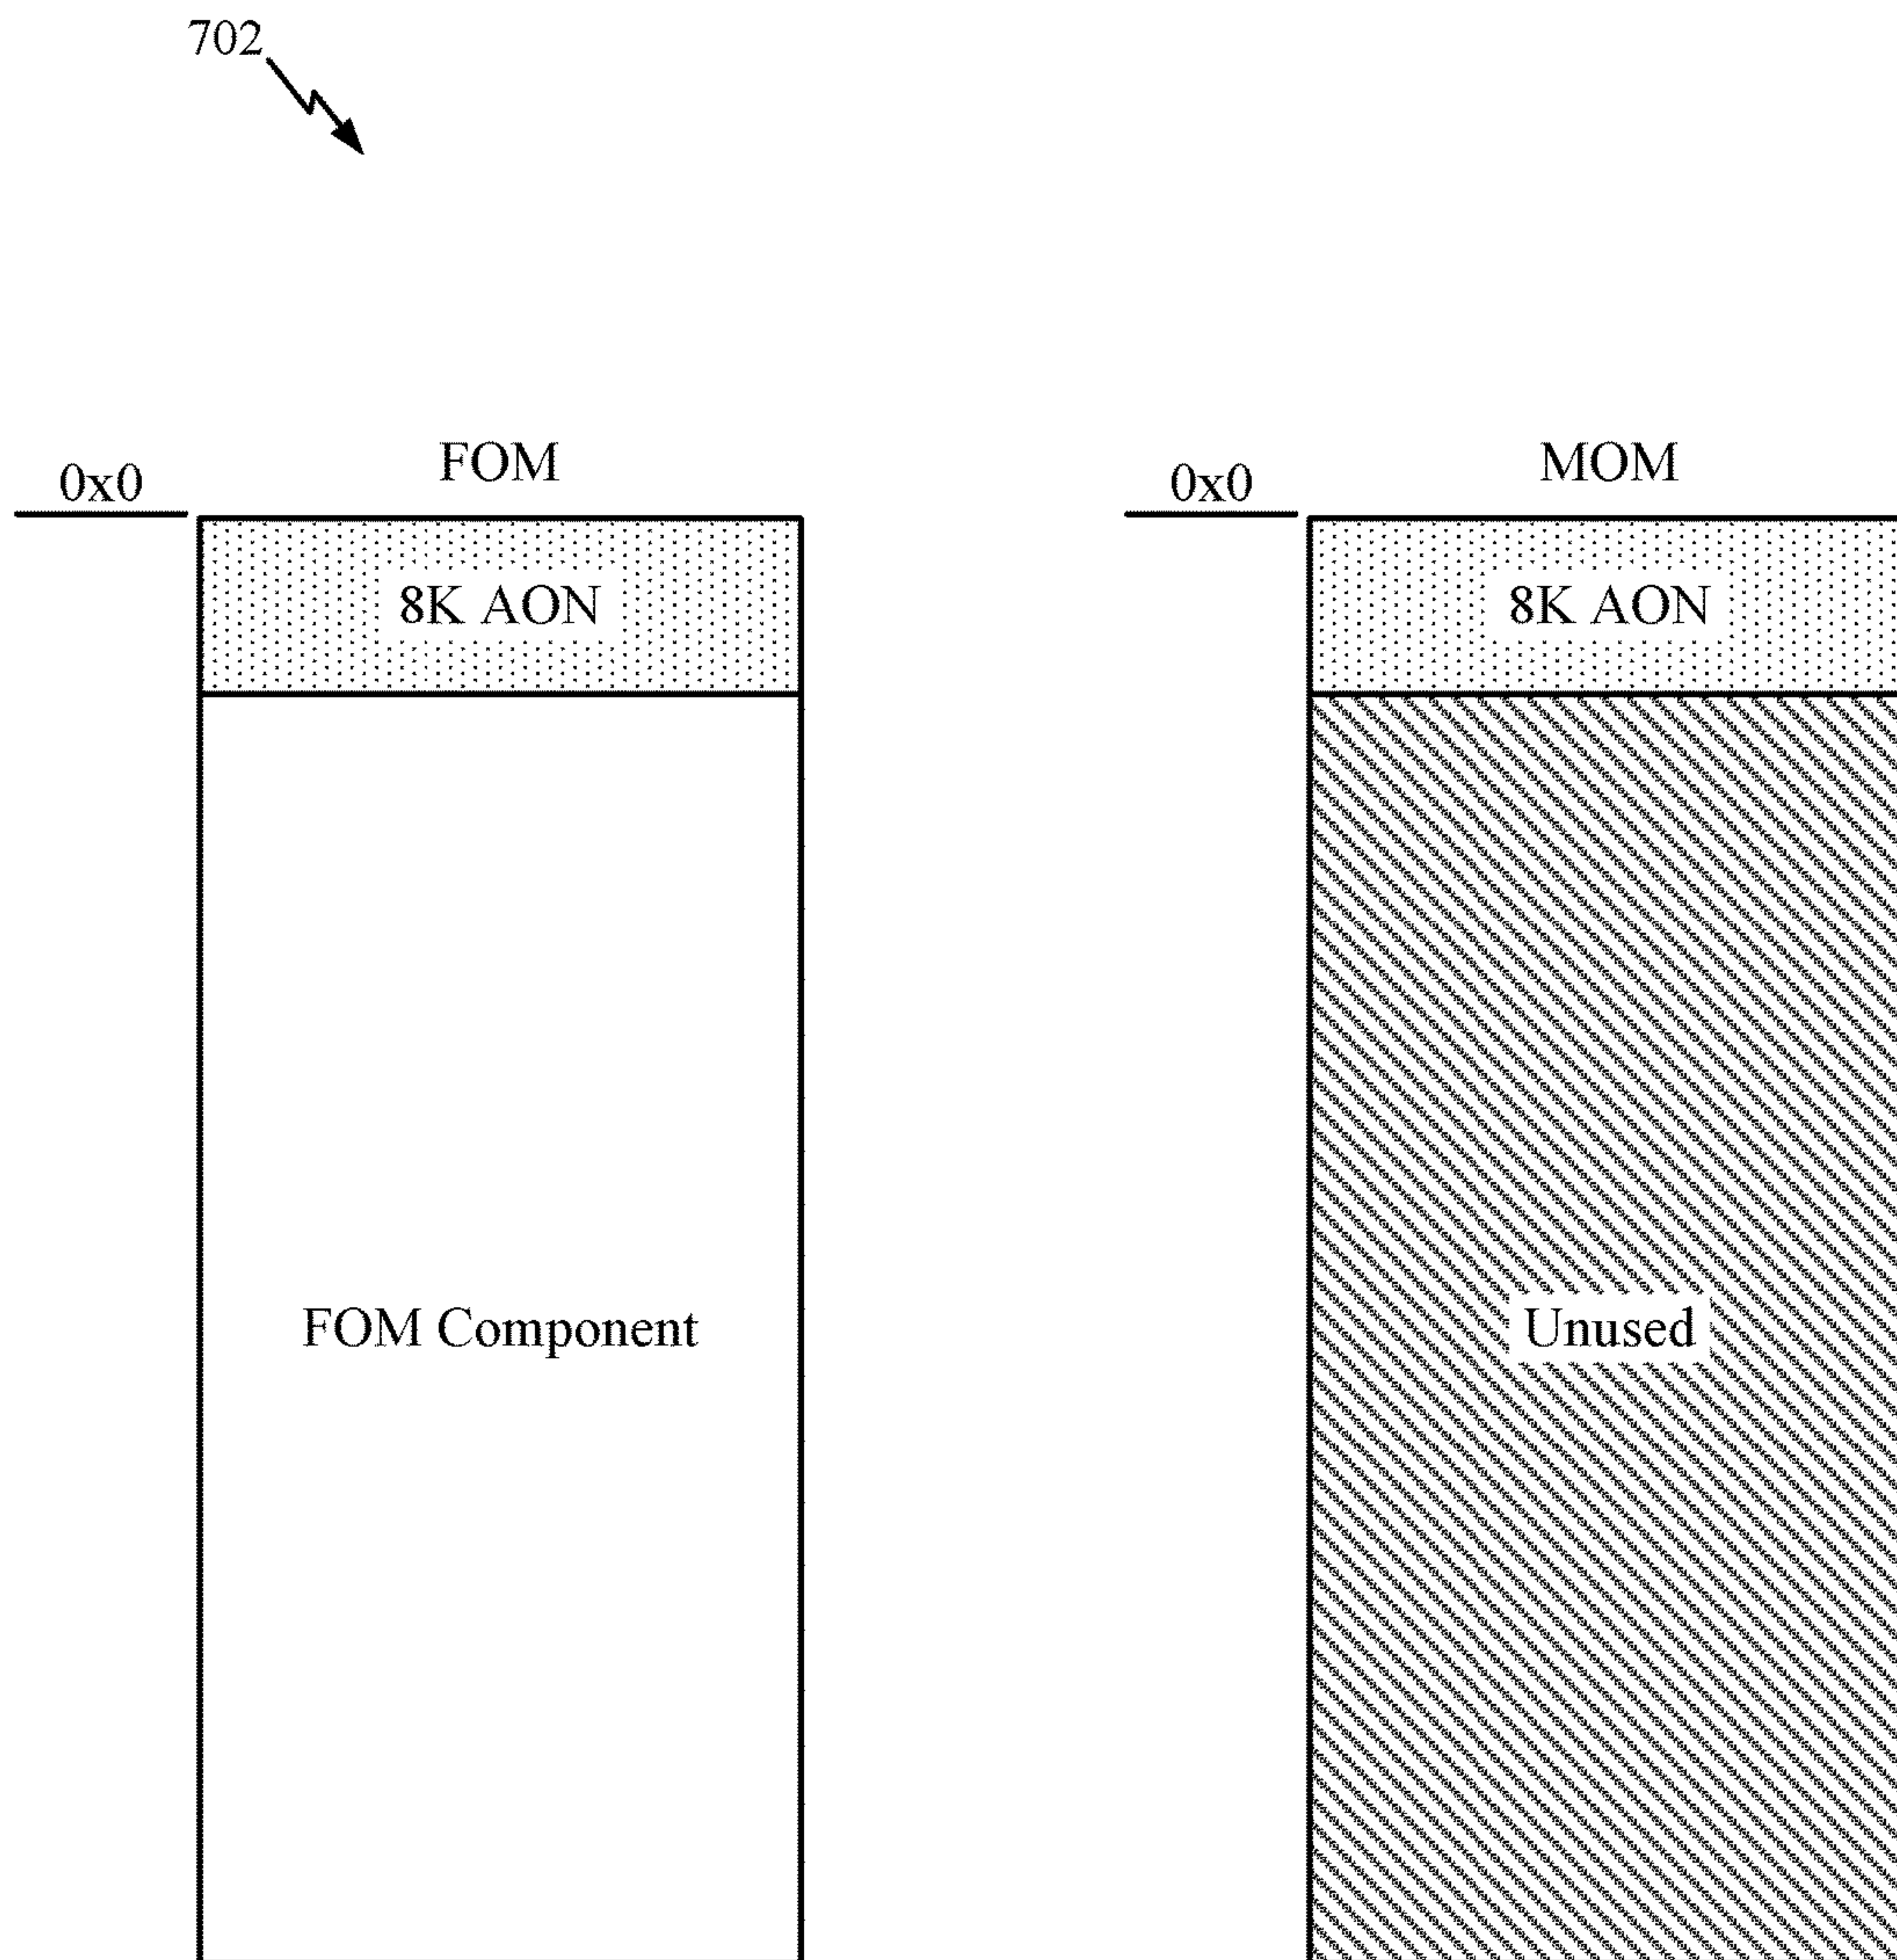 702
FOM
MOM
0x0
0x0
8K AON
8K AON
FOM Component
Unused